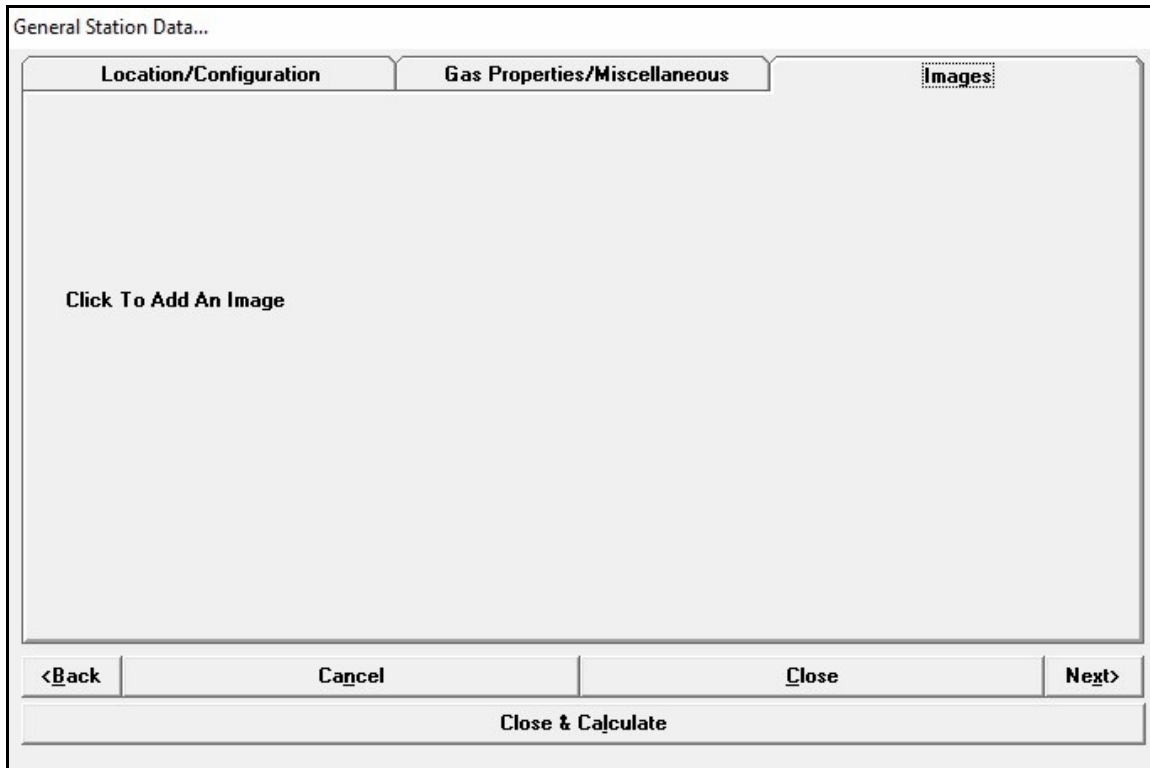 General Station Data...
Location/Configuration Gas Properties/Miscellaneous Images
Click To Add An Image
<Back Cancel Close Next>
Close & Calculate